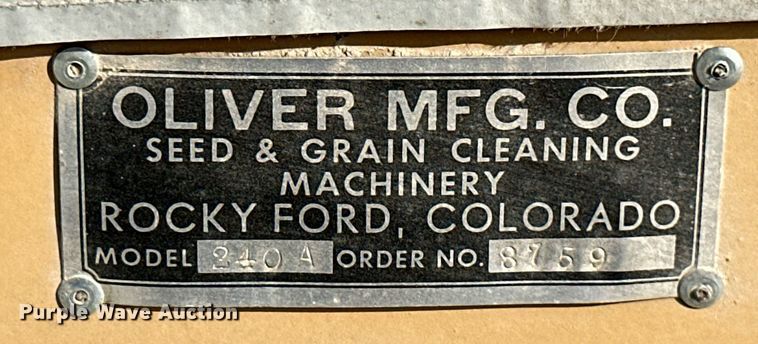 OLIVER MFG. CO.
SEED & GRAIN CLEANING
MACHINERY
ROCKY FORD, COLORADO
MODEL 240 A ORDER NO. 8759
Purple Wave Auction